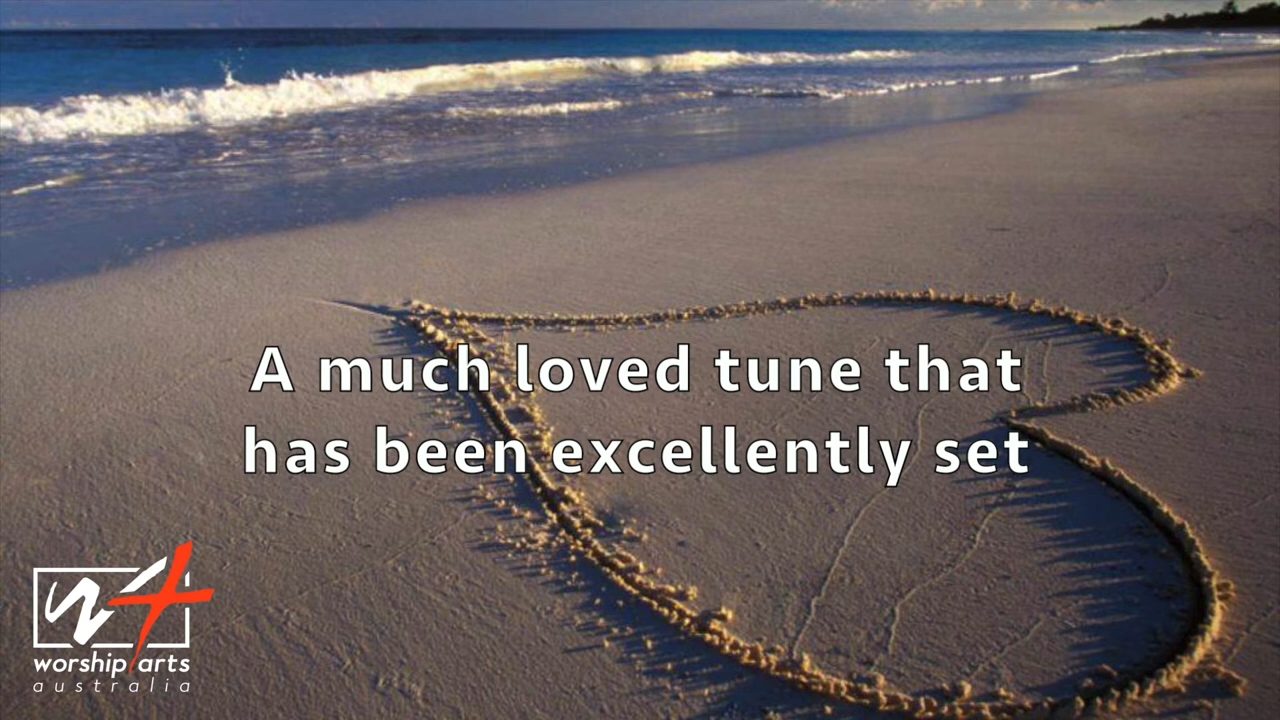 A much loved tune that
has been excellently set
worship arts
australia